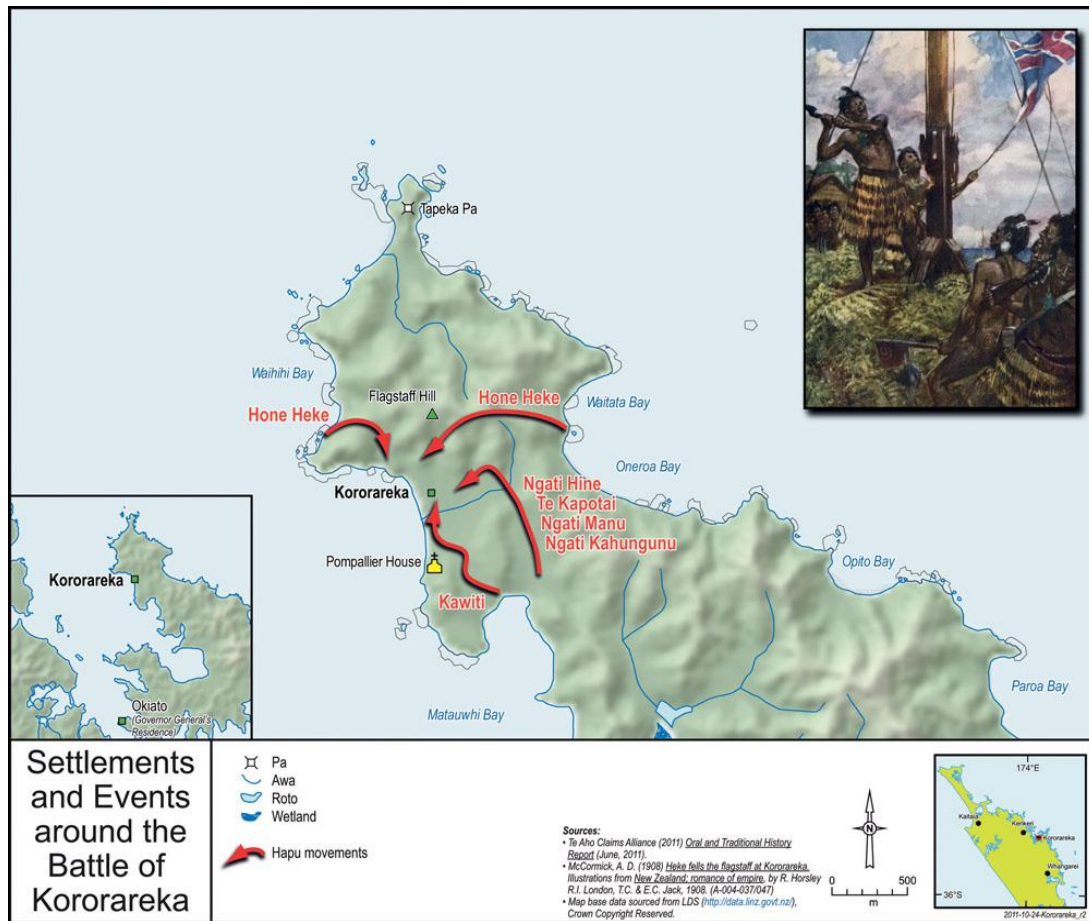 Tapeka Pa
Waihihi Bay
Flagstaff Hill
Hone Heke
Hone Heke
Waitata Bay
Oneroa Bay
Kororareka
Ngati Hine
Te Kapotai
Ngati Manu
Ngati Kahungunu
Pompallier House
Opito Bay
Kawiti
Paroa Bay
Matauwhi Bay
Kororareka
Okiato
(Governor General's
Residence)
Settlements
and Events
around the
Battle of
Kororareka
Pa
Awa
Roto
Wetland
Hapu movements
Sources:
• Te Aho Claims Alliance (2011) Oral and Traditional History
Report (June, 2011).
• McCormick, A. D. (1908) Heke fells the flagstaff at Kororareka.
Illustrations from New Zealand; romance of empire, by R. Horsley
R.I. London, T.C. & E.C. Jack, 1908. (A-004-037/047)
• Map base data sourced from LDS (http://data.linz.govt.nz/),
Crown Copyright Reserved.
N
0 500
m
174°E
Kaitaia
Kerikeri
Kororareka
Whangarei
36°S